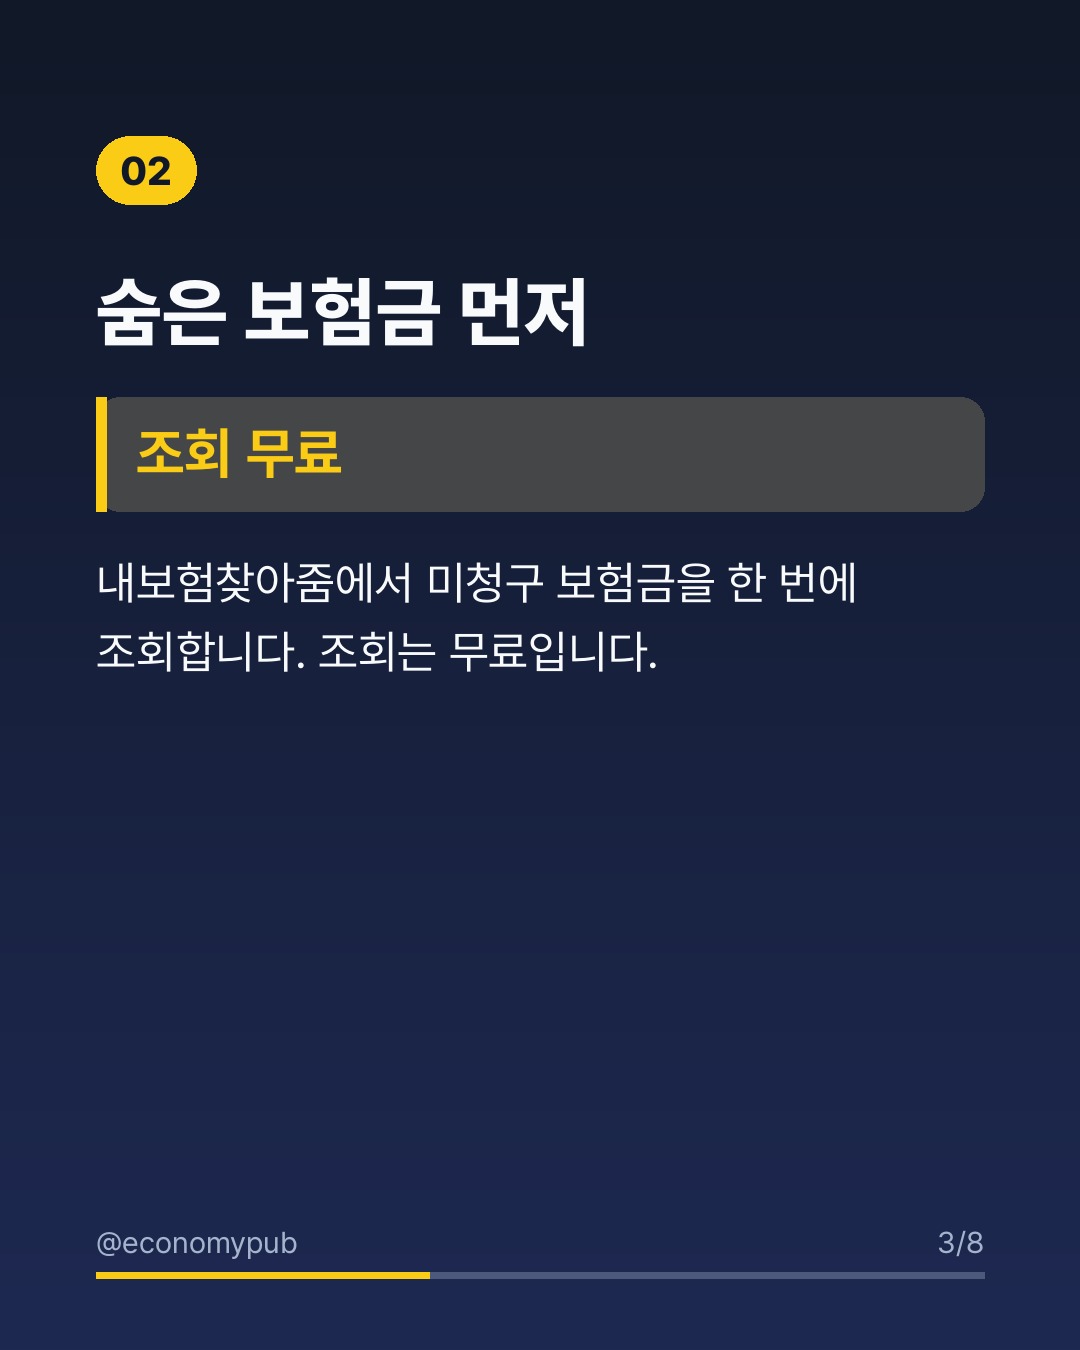 02
숨은 보험금 먼저
조회 무료
내보험찾아줌에서 미청구 보험금을 한 번에
조회합니다. 조회는 무료입니다.
@economypub
3/8